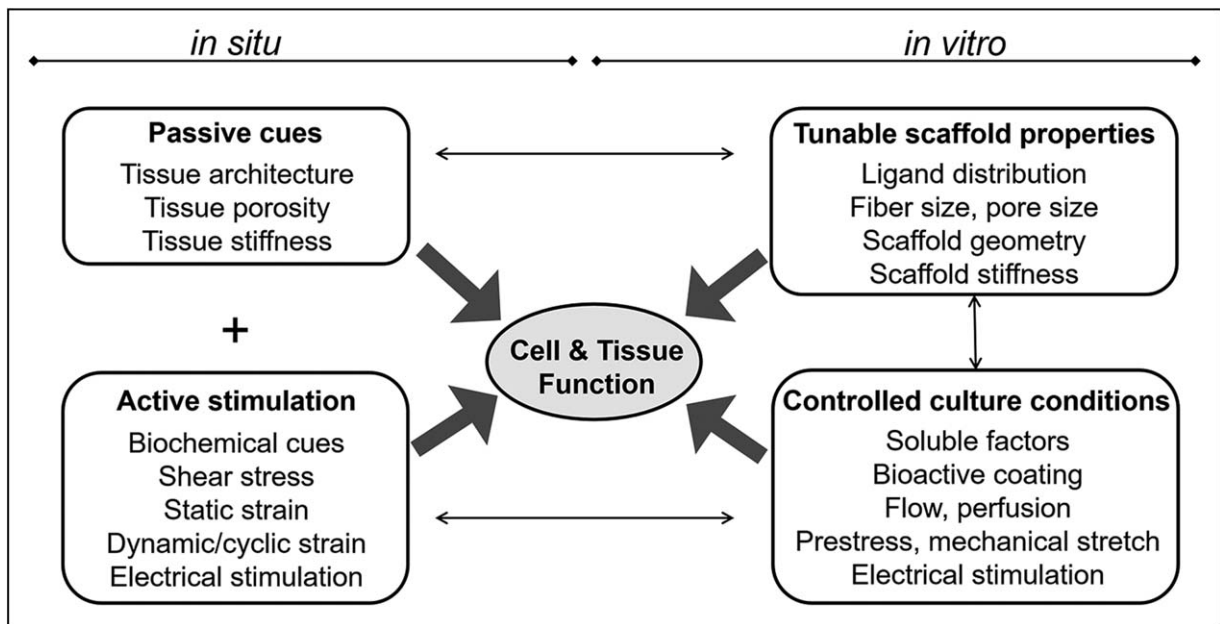 in situ
in vitro
Passive cues
Tissue architecture
Tissue porosity
Tissue stiffness
+
Active stimulation
Biochemical cues
Shear stress
Static strain
Dynamic/cyclic strain
Electrical stimulation
Cell & Tissue
Function
Tunable scaffold properties
Ligand distribution
Fiber size, pore size
Scaffold geometry
Scaffold stiffness
Controlled culture conditions
Soluble factors
Bioactive coating
Flow, perfusion
Prestress, mechanical stretch
Electrical stimulation